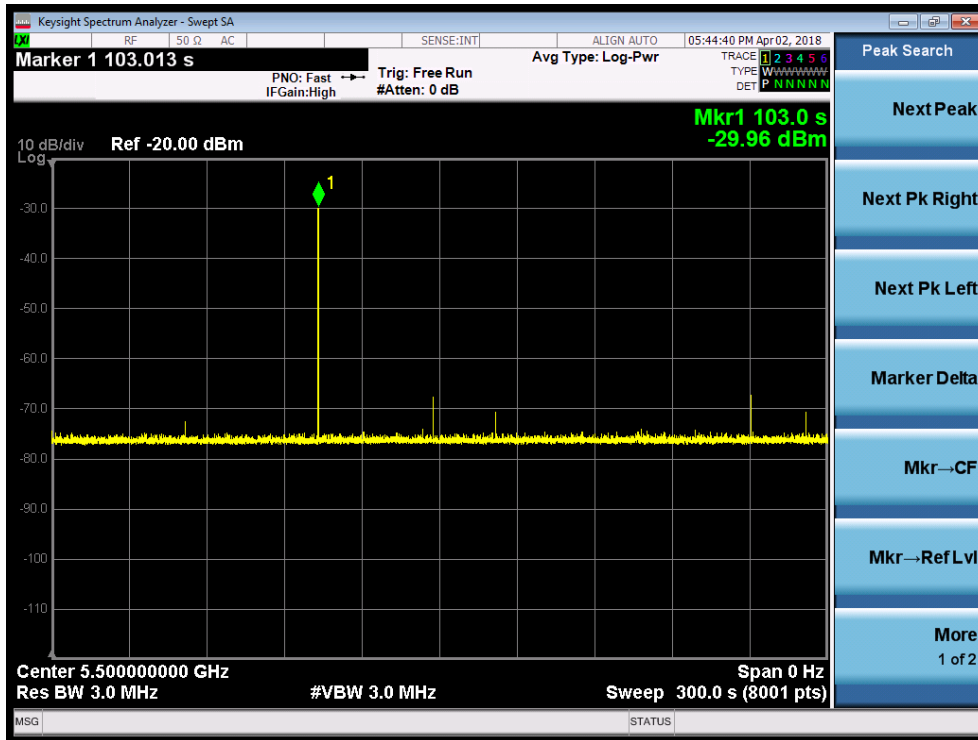 Keysight Spectrum Analyzer - Swept SA
LXI RF 50 Ω AC SENSE:INT ALIGN AUTO 05:44:40 PM Apr 02, 2018
Marker 1 103.013 s
PNO: Fast
IFGain:High
Trig: Free Run
#Atten: 0 dB
Avg Type: Log-Pwr
TRACE 1 2 3 4 5 6
TYPE WWWWWW
DET P N N N N N
Mkr1 103.0 s
-29.96 dBm
10 dB/div Ref -20.00 dBm
Log
1
-30.0
-40.0
-50.0
-60.0
-70.0
-80.0
-90.0
-100
-110
Center 5.500000000 GHz Span 0 Hz
Res BW 3.0 MHz #VBW 3.0 MHz Sweep 300.0 s (8001 pts)
MSG STATUS
Peak Search
Next Peak
Next Pk Right
Next Pk Left
Marker Delta
Mkr→CF
Mkr→Ref Lvl
More
1 of 2